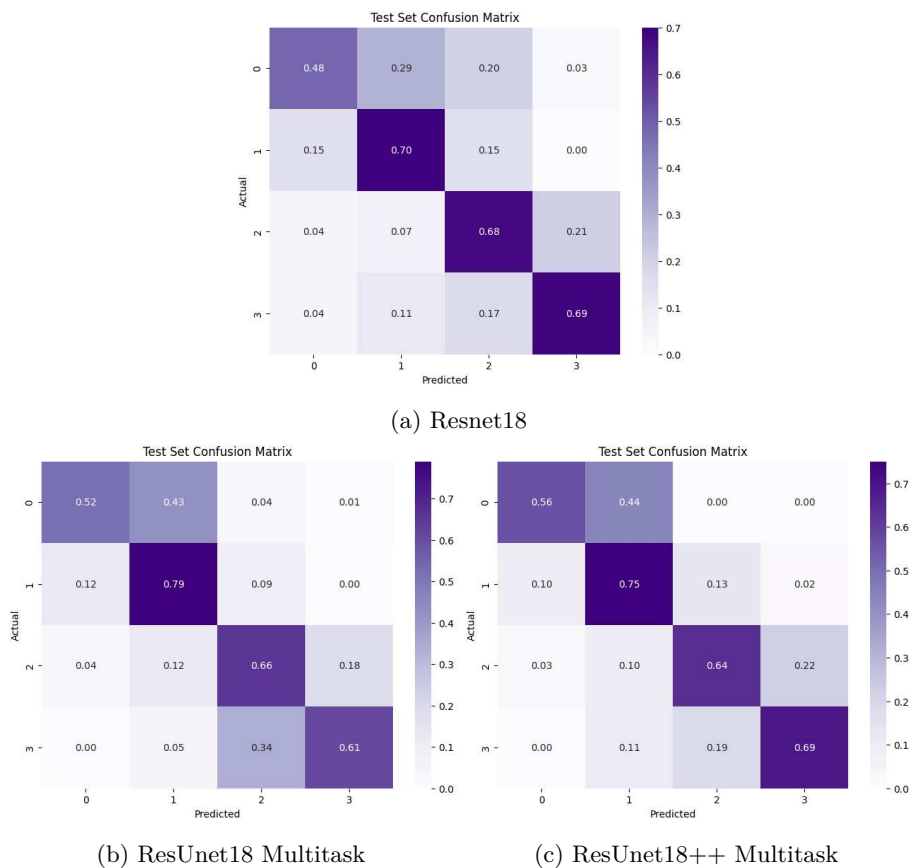 Test Set Confusion Matrix
0.7
0 0.48 0.29 0.20 0.03
0.6
0.5
1 0.15 0.70 0.15 0.00
0.4
Actual
0.3
2 0.04 0.07 0.68 0.21
0.2
3 0.04 0.11 0.17 0.69
0.1
0.0
0 1 2 3
Predicted
(a) Resnet18
Test Set Confusion Matrix
0 0.52 0.43 0.04 0.01
0.7
0.6
1 0.12 0.79 0.09 0.00
0.5
Actual
0.4
2 0.04 0.12 0.66 0.18
0.3
0.2
3 0.00 0.05 0.34 0.61
0.1
0.0
0 1 2 3
Predicted
(b) ResUnet18 Multitask
Test Set Confusion Matrix
0 0.56 0.44 0.00 0.00
0.7
0.6
1 0.10 0.75 0.13 0.02
0.5
Actual
0.4
2 0.03 0.10 0.64 0.22
0.3
0.2
3 0.00 0.11 0.19 0.69
0.1
0.0
0 1 2 3
Predicted
(c) ResUnet18++ Multitask